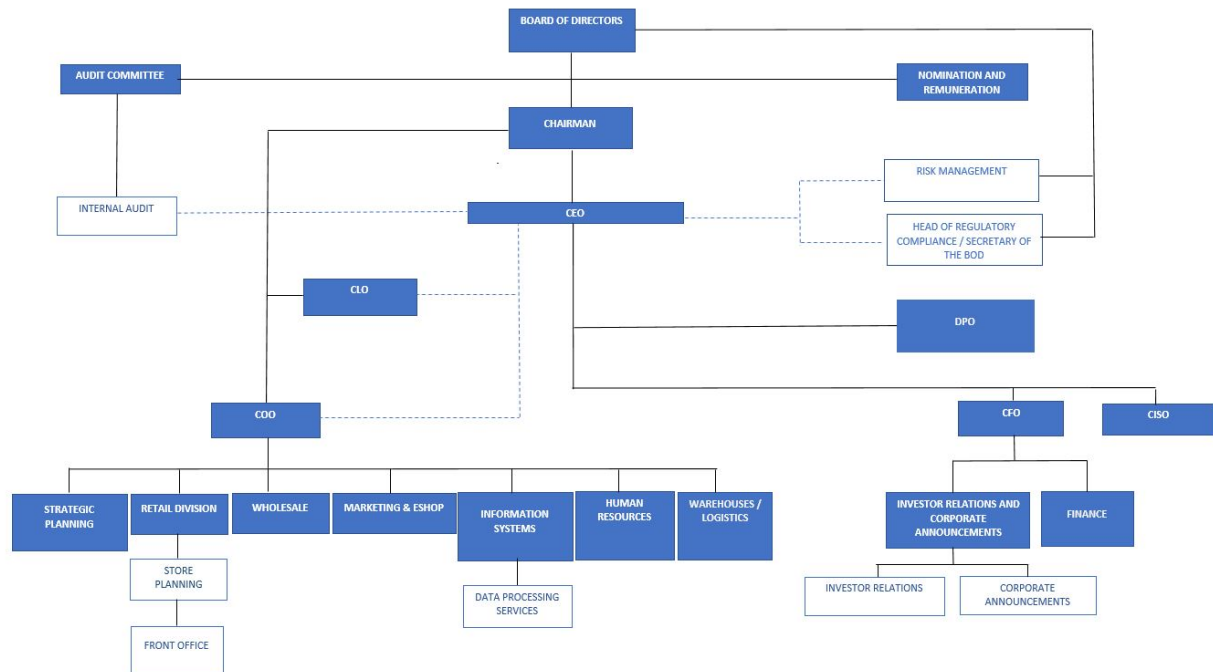 BOARD OF DIRECTORS
AUDIT COMMITTEE
NOMINATION AND
REMUNERATION
CHAIRMAN
RISK MANAGEMENT
INTERNAL AUDIT
CEO
HEAD OF REGULATORY
COMPLIANCE / SECRETARY OF
THE BOD
CLO
DPO
COO
CFO
CISO
STRATEGIC
PLANNING
RETAIL DIVISION
WHOLESALE
MARKETING & ESHOP
INFORMATION
SYSTEMS
HUMAN
RESOURCES
WAREHOUSES /
LOGISTICS
INVESTOR RELATIONS AND
CORPORATE
ANNOUNCEMENTS
FINANCE
STORE
PLANNING
DATA PROCESSING
SERVICES
INVESTOR RELATIONS
CORPORATE
ANNOUNCEMENTS
FRONT OFFICE